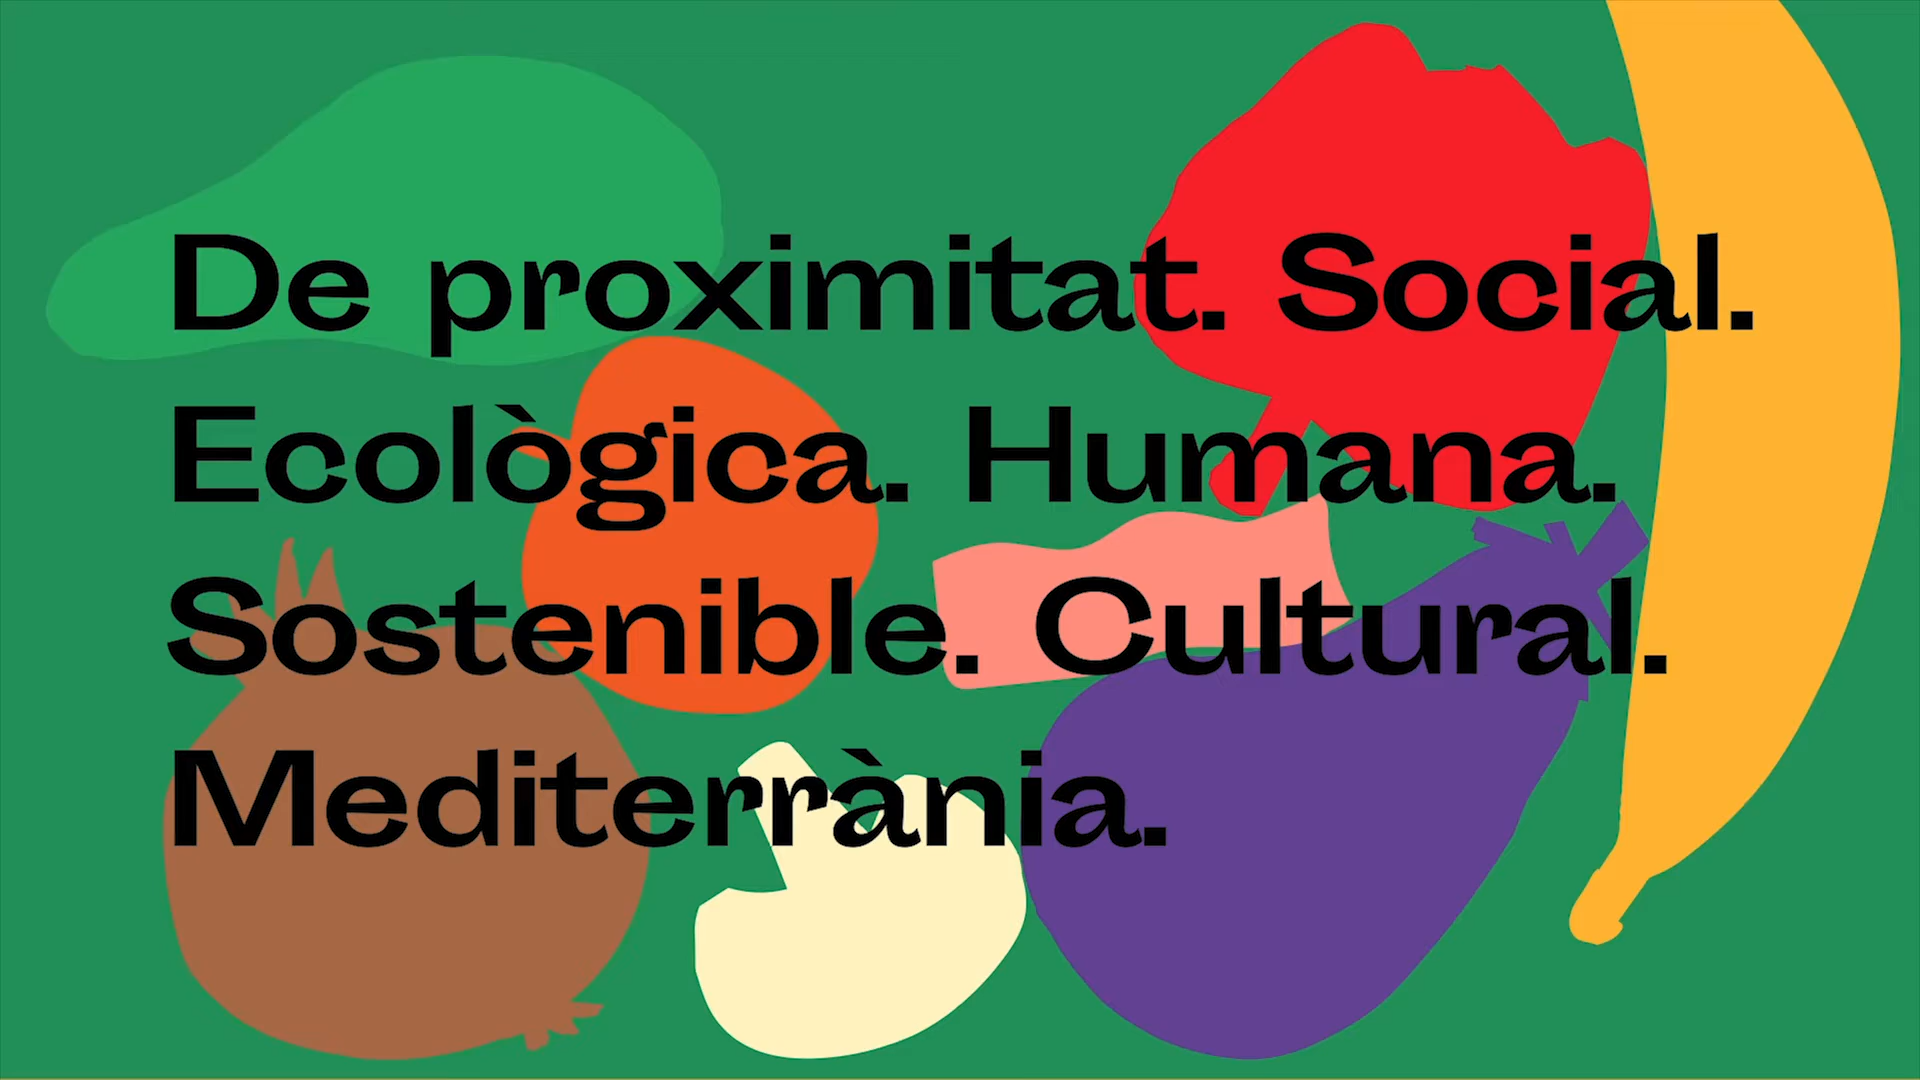 De proximitat. Social.
Ecològica. Humana.
Sostenible. Cultural.
Mediterrània.